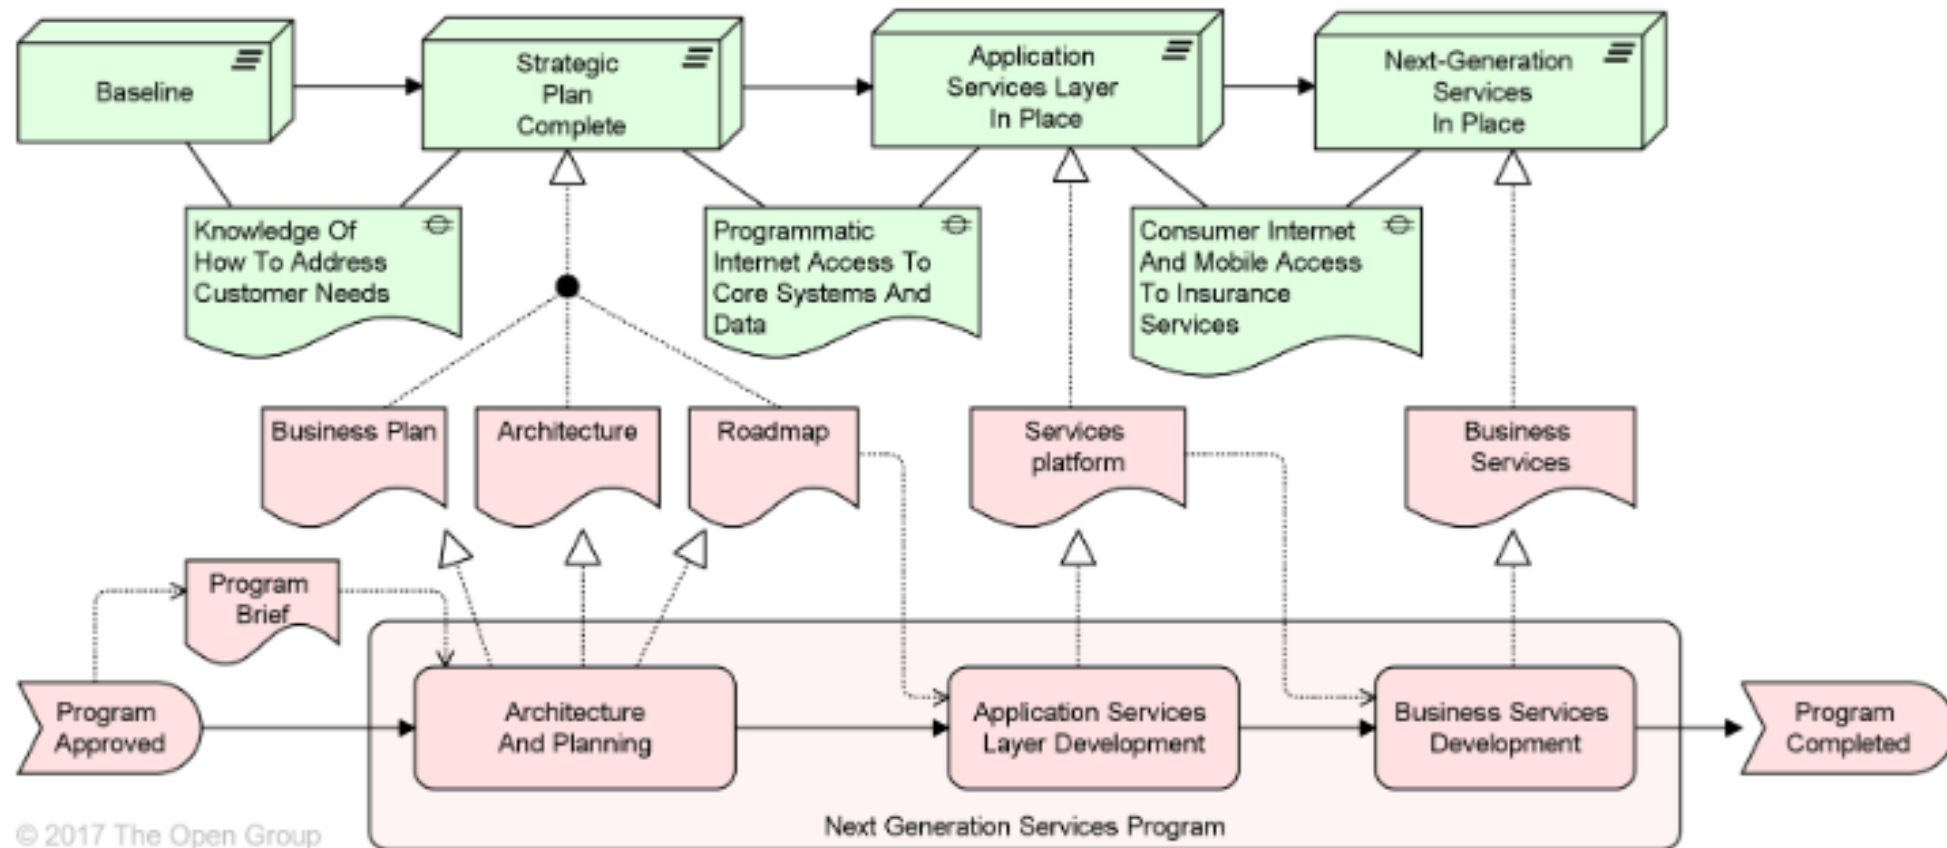 Baseline
Strategic
Plan
Complete
Application
Services Layer
In Place
Next-Generation
Services
In Place
Knowledge Of
How To Address
Customer Needs
Programmatic
Internet Access To
Core Systems And
Data
Consumer Internet
And Mobile Access
To Insurance
Services
Business Plan
Architecture
Roadmap
Services
platform
Business
Services
Program
Brief
Program
Approved
Architecture
And Planning
Application Services
Layer Development
Business Services
Development
Program
Completed
Next Generation Services Program
© 2017 The Open Group